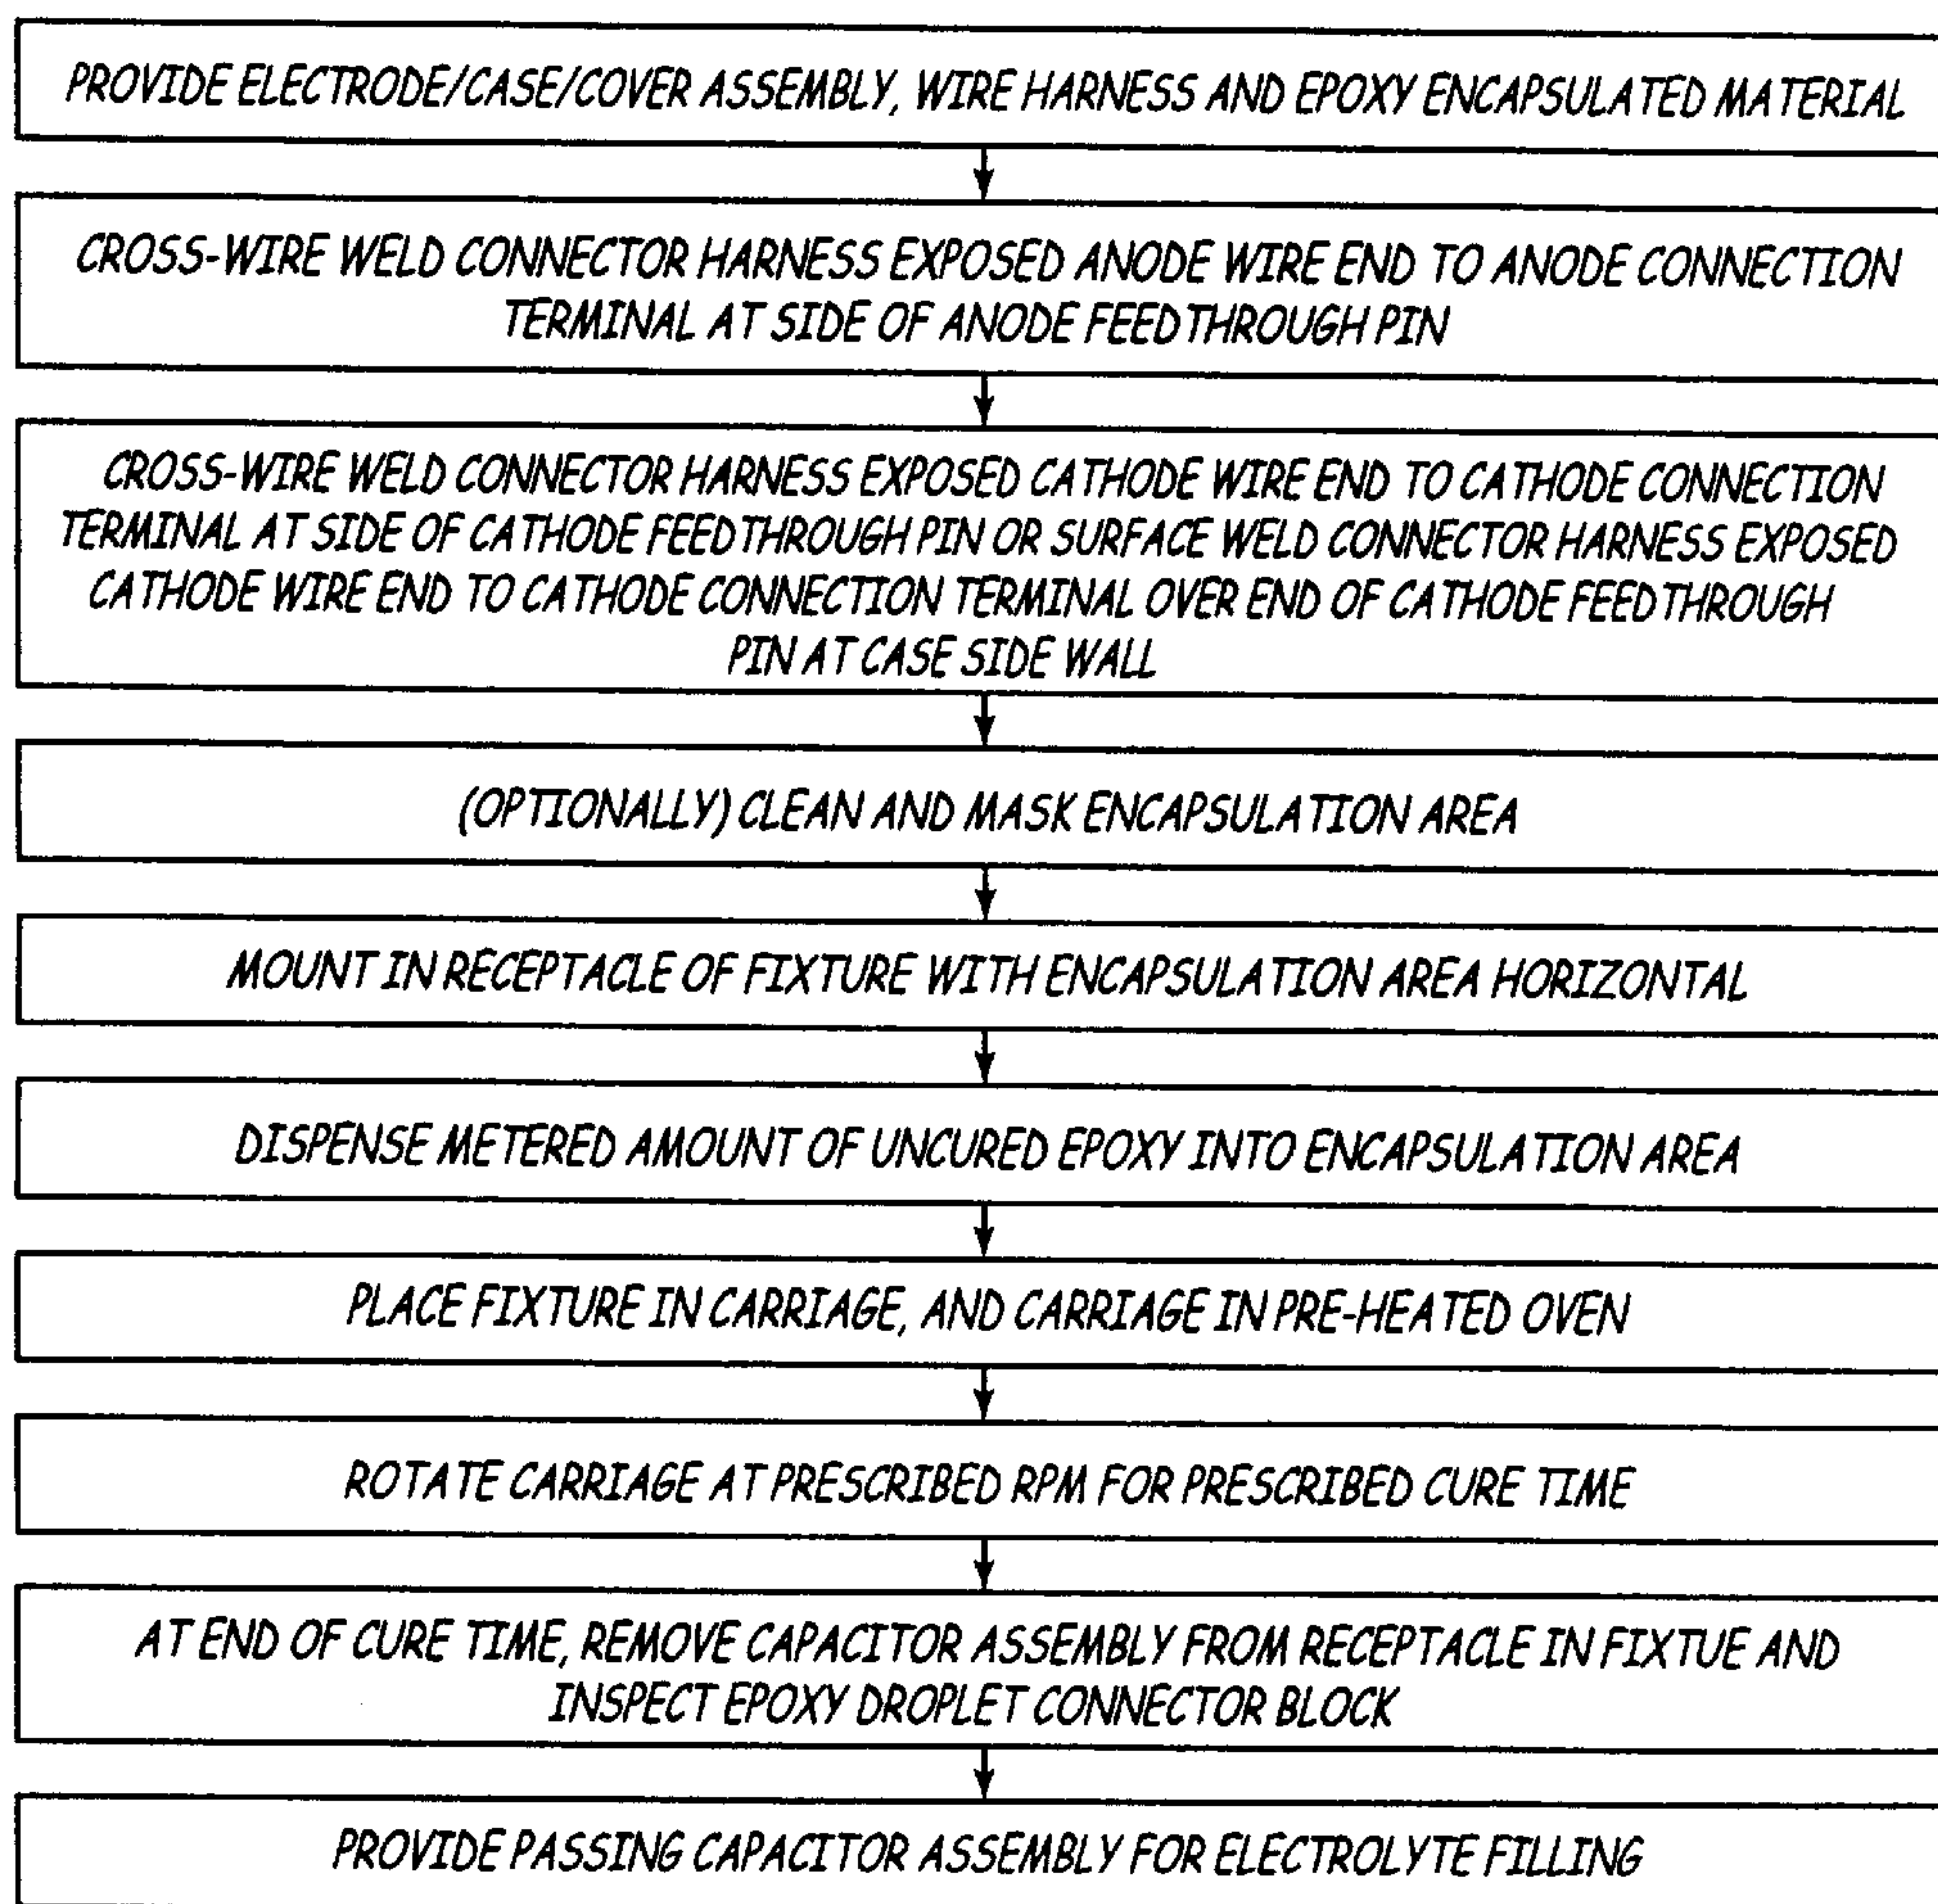 PROVIDE ELECTRODE/CASE/COVER ASSEMBLY, WIRE HARNESS AND EPOXY ENCAPSULATED MATERIAL
CROSS-WIRE WELD CONNECTOR HARNESS EXPOSED ANODE WIRE END TO ANODE CONNECTION
TERMINAL AT SIDE OF ANODE FEEDTHROUGH PIN
CROSS-WIRE WELD CONNECTOR HARNESS EXPOSED CATHODE WIRE END TO CATHODE CONNECTION
TERMINAL AT SIDE OF CATHODE FEEDTHROUGH PIN OR SURFACE WELD CONNECTOR HARNESS EXPOSED
CATHODE WIRE END TO CATHODE CONNECTION TERMINAL OVER END OF CATHODE FEEDTHROUGH
PIN AT CASE SIDE WALL
(OPTIONALLY) CLEAN AND MASK ENCAPSULATION AREA
MOUNT IN RECEPTACLE OF FIXTURE WITH ENCAPSULATION AREA HORIZONTAL
DISPENSE METERED AMOUNT OF UNCURED EPOXY INTO ENCAPSULATION AREA
PLACE FIXTURE IN CARRIAGE, AND CARRIAGE IN PRE-HEATED OVEN
ROTATE CARRIAGE AT PRESCRIBED RPM FOR PRESCRIBED CURE TIME
AT END OF CURE TIME, REMOVE CAPACITOR ASSEMBLY FROM RECEPTACLE IN FIXTUE AND
INSPECT EPOXY DROPLET CONNECTOR BLOCK
PROVIDE PASSING CAPACITOR ASSEMBLY FOR ELECTROLYTE FILLING